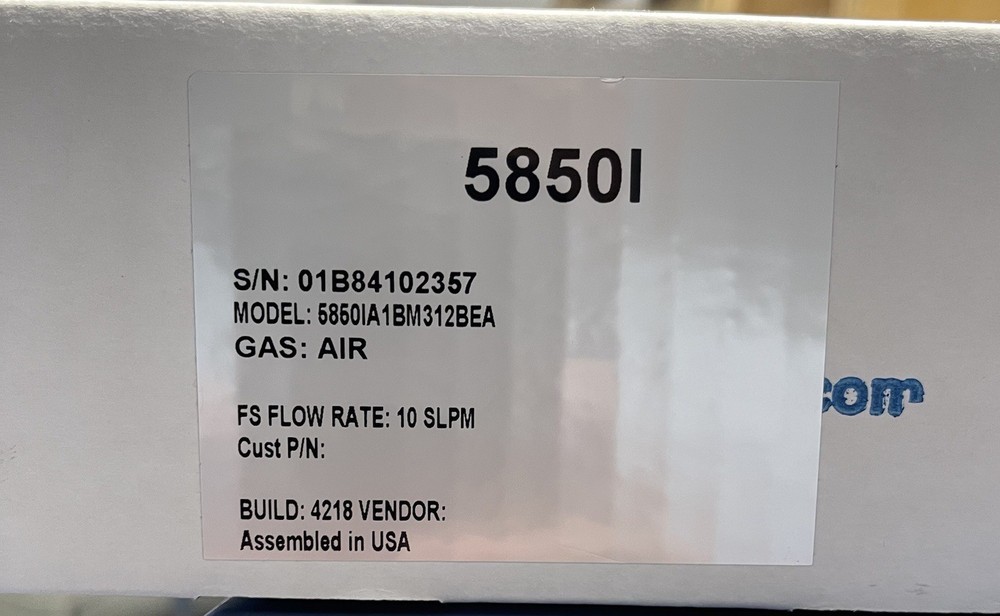 5850I
S/N: 01B84102357
MODEL: 5850IA1BM312BEA
GAS: AIR
FS FLOW RATE: 10 SLPM
Cust P/N:
BUILD: 4218 VENDOR:
Assembled in USA
com